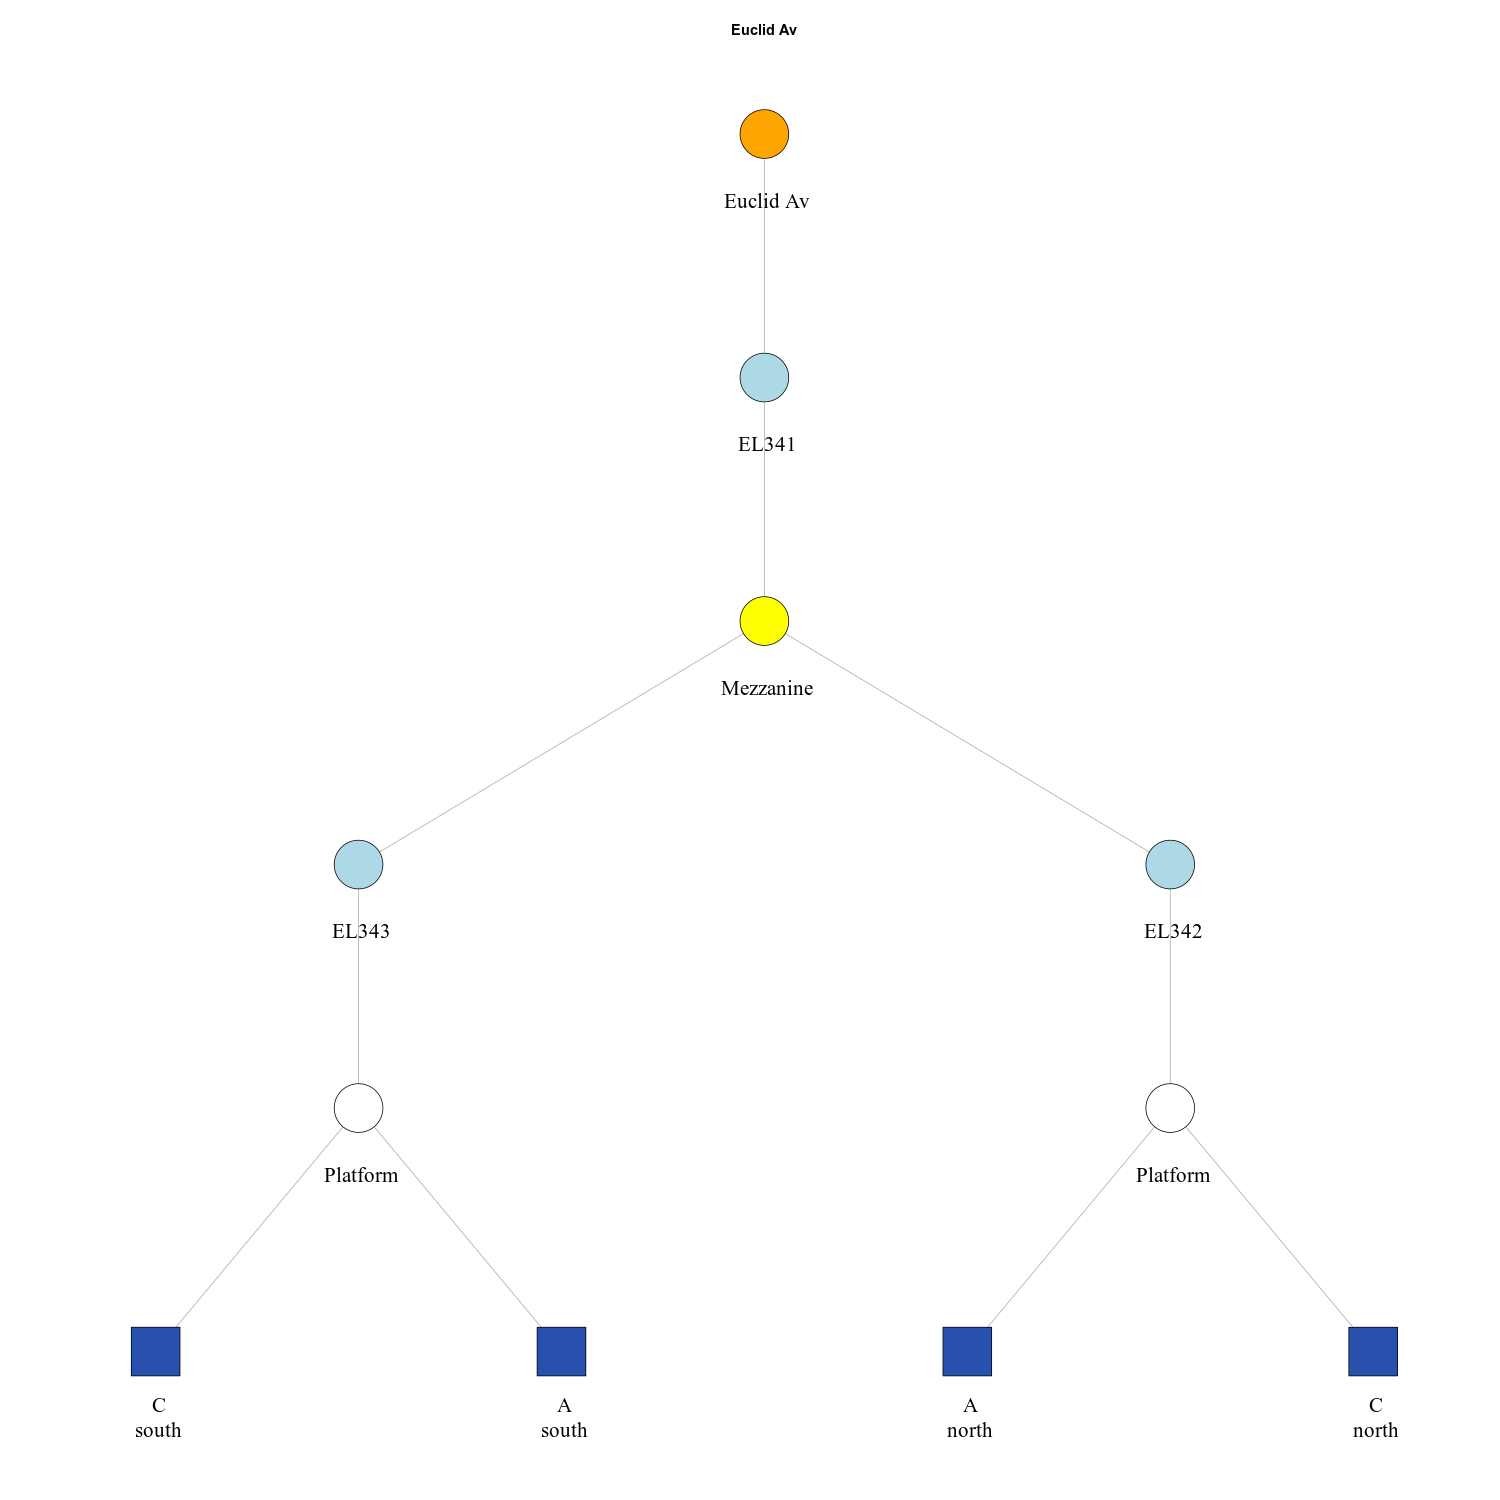 Euclid Av
Euclid Av
EL341
Mezzanine
EL343
EL342
Platform
Platform
C
south
A
south
A
north
C
north